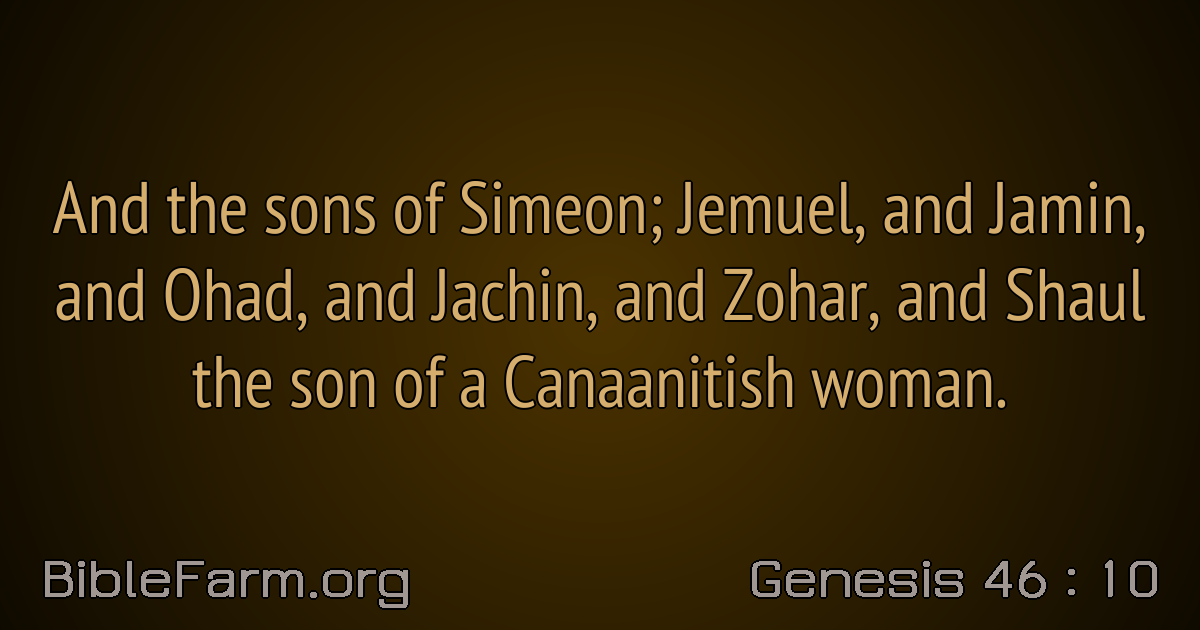 And the sons of Simeon; Jemuel, and Jamin,
and Ohad, and Jachin, and Zohar, and Shaul
the son of a Canaanitish woman.
BibleFarm.org
Genesis 46 : 10